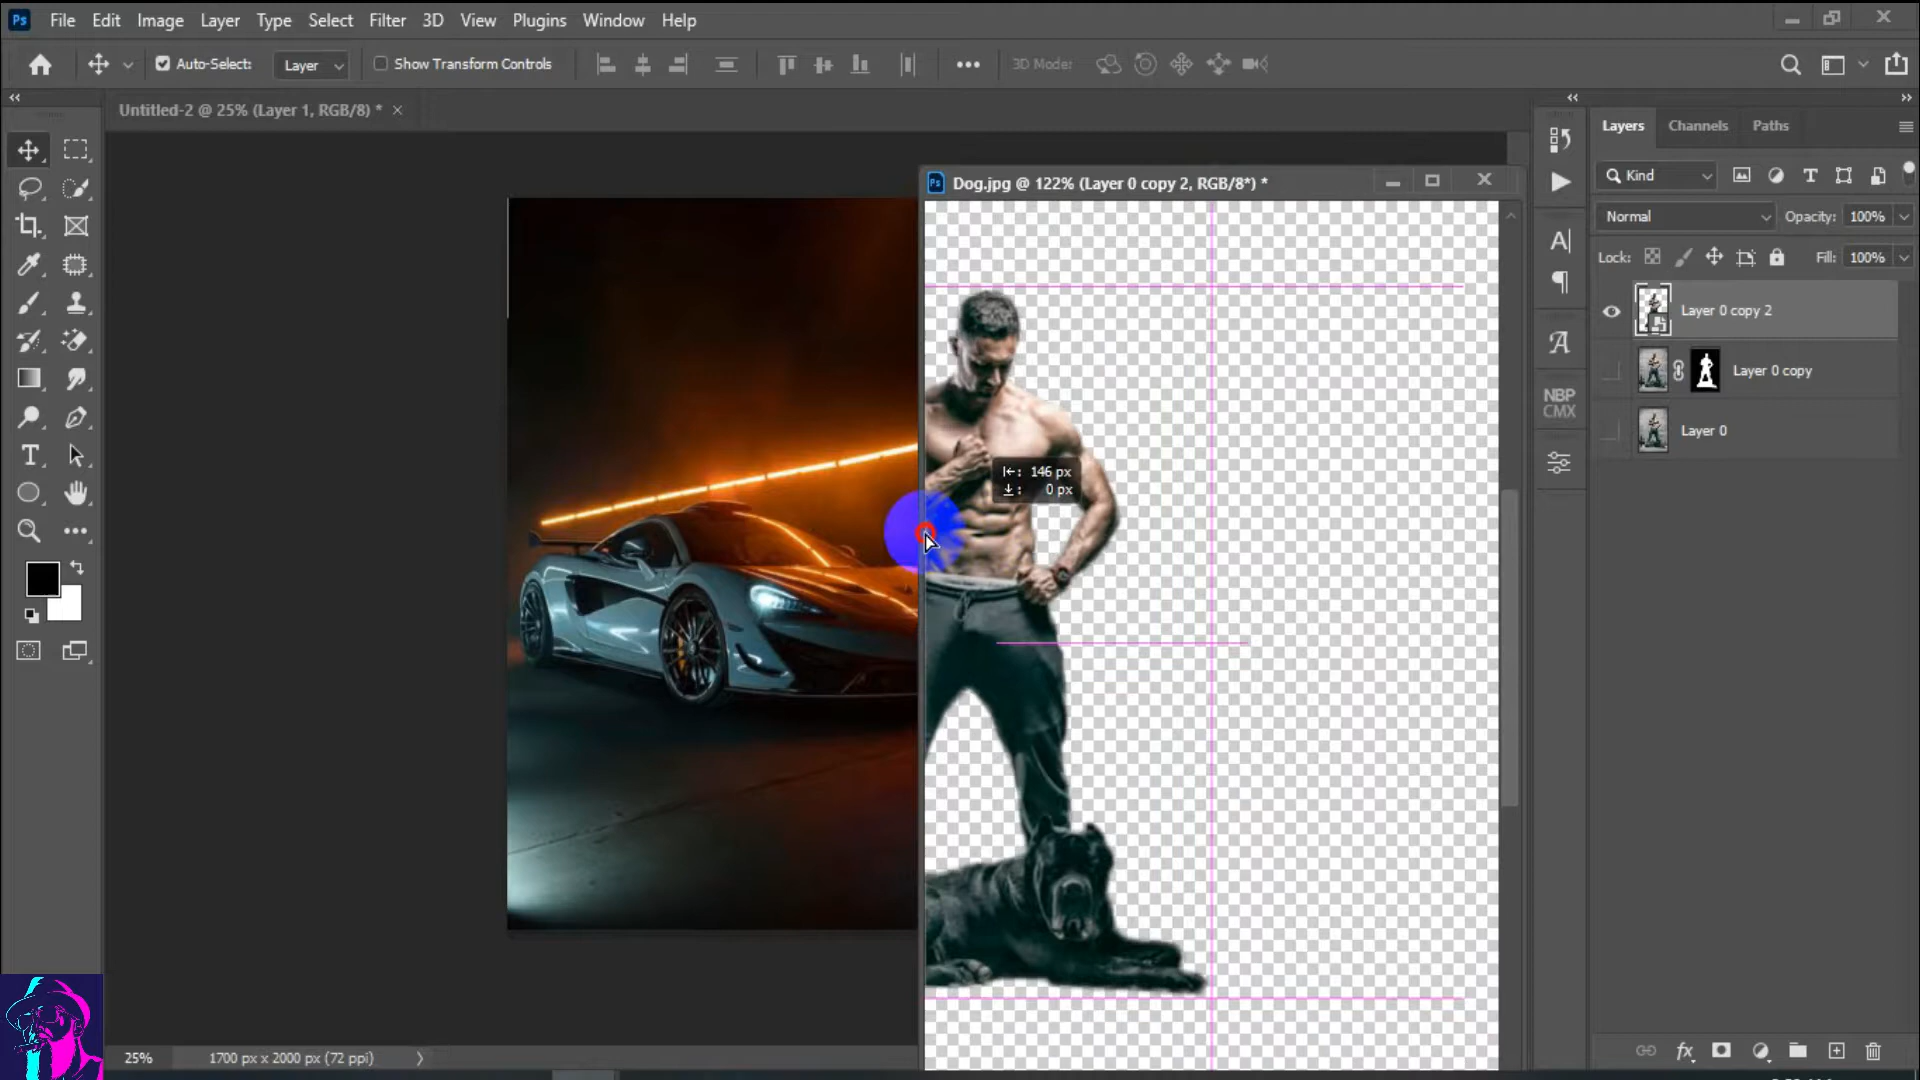 Ps File Edit Image Layer Type Select Filter 3D View Plugins Window Help
Auto-Select: Layer Show Transform Controls 3D Mode:
Untitled-2 @ 25% (Layer 1, RGB/8) *
Ps Dog.jpg @ 122% (Layer 0 copy 2, RGB/8*) *
146 px
0 px
25% 1700 px x 2000 px (72 ppi)
NBP
CMX
Layers Channels Paths
Kind
Normal Opacity: 100%
Lock: Fill: 100%
Layer 0 copy 2
Layer 0 copy
Layer 0